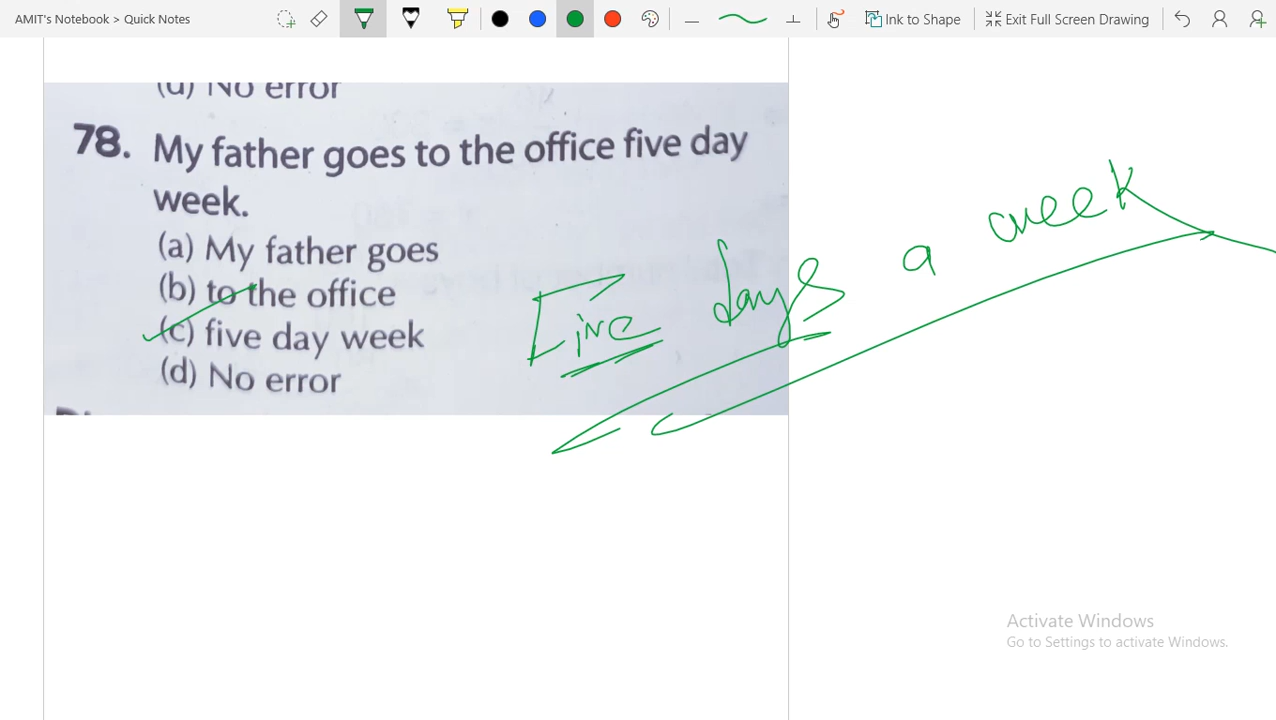 AMIT's Notebook > Quick Notes
Ink to Shape
Exit Full Screen Drawing
(d) No error
78. My father goes to the office five day
week.
(a) My father goes
(b) to the office
(c) five day week
(d) No error
Five days a week
Activate Windows
Go to Settings to activate Windows.